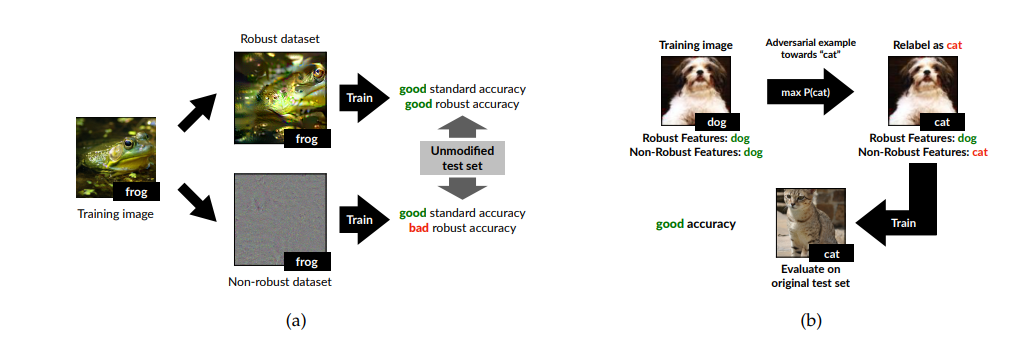 Robust dataset
frog
Train
good standard accuracy
good robust accuracy
Unmodified
test set
frog
Training image
frog
Train
good standard accuracy
bad robust accuracy
Non-robust dataset
(a)
Training image
dog
Robust Features: dog
Non-Robust Features: dog
Adversarial example
towards “cat”
max P(cat)
Relabel as cat
cat
Robust Features: dog
Non-Robust Features: cat
Train
cat
good accuracy
Evaluate on
original test set
(b)